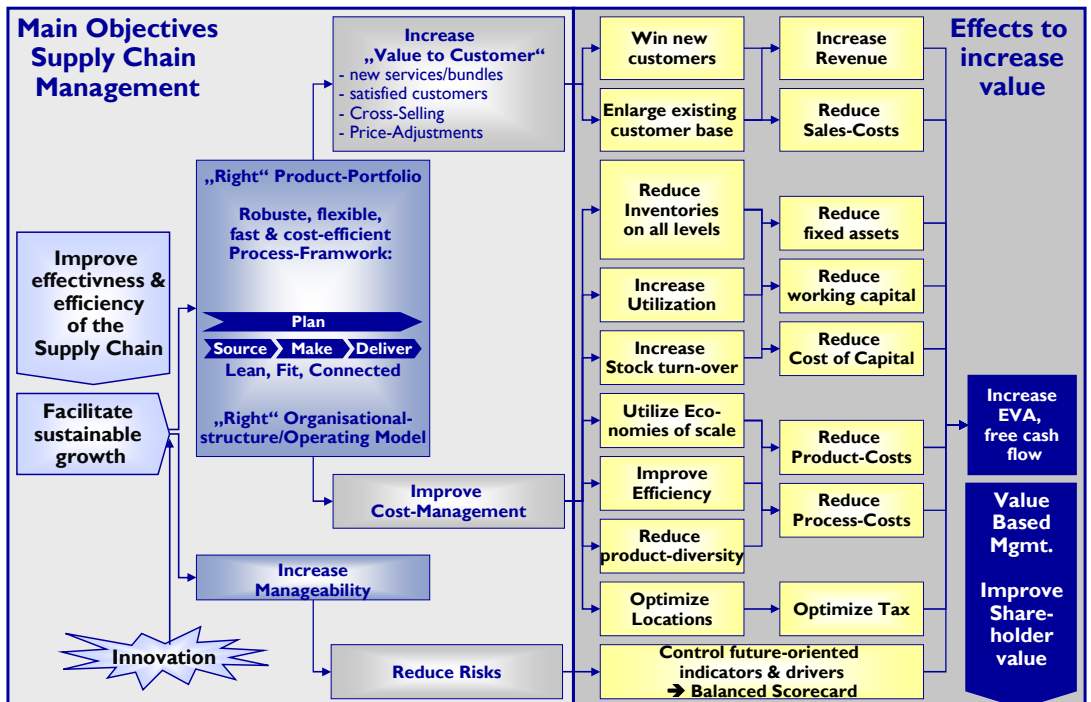 Main Objectives
Supply Chain
Management
Improve
effectivness &
efficiency
of the
Supply Chain
Facilitate
sustainable
growth
Innovation
Increase
„Value to Customer“
- new services/bundles
- satisfied customers
- Cross-Selling
- Price-Adjustments
„Right“ Product-Portfolio
Robuste, flexible,
fast & cost-efficient
Process-Framwork:
Plan
Source Make Deliver
Lean, Fit, Connected
„Right“ Organisational-
structure/Operating Model
Improve
Cost-Management
Increase
Manageability
Reduce Risks
Effects to
increase
value
Win new
customers
Enlarge existing
customer base
Reduce
Inventories
on all levels
Increase
Utilization
Increase
Stock turn-over
Utilize Eco-
nomies of scale
Improve
Efficiency
Reduce
product-diversity
Optimize
Locations
Control future-oriented
indicators & drivers
➔ Balanced Scorecard
Increase
Revenue
Reduce
Sales-Costs
Reduce
fixed assets
Reduce
working capital
Reduce
Cost of Capital
Reduce
Product-Costs
Reduce
Process-Costs
Optimize Tax
Increase
EVA,
free cash
flow
Value
Based
Mgmt.
Improve
Share-
holder
value